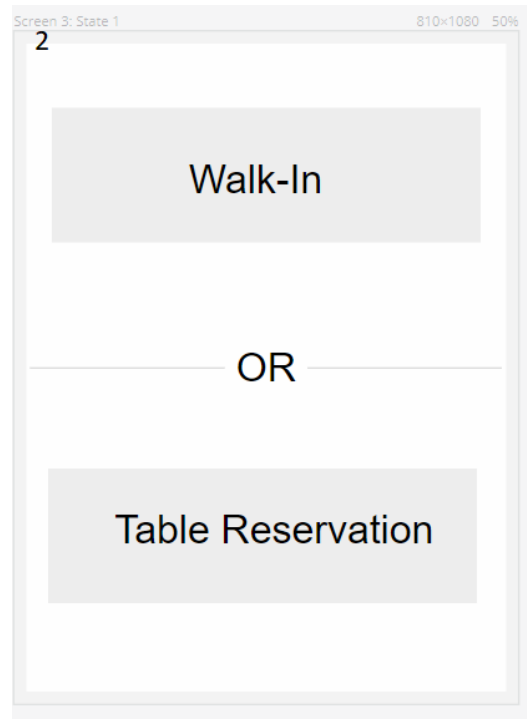 Screen 3: State 1 810×1080 50%
2
Walk-In
OR
Table Reservation